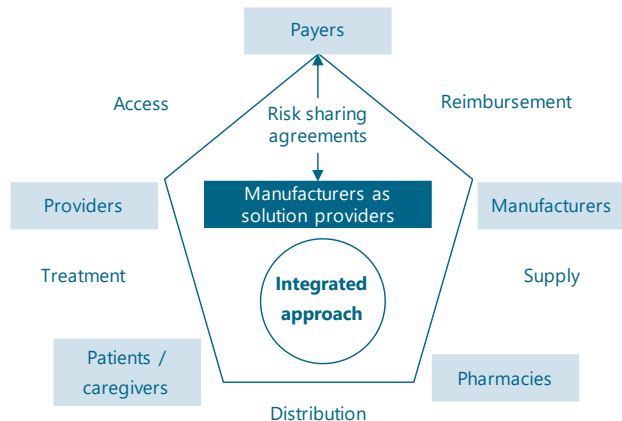 Payers
Access
Reimbursement
Risk sharing
agreements
Providers
Manufacturers as
solution providers
Manufacturers
Treatment
Integrated
approach
Supply
Patients /
caregivers
Pharmacies
Distribution